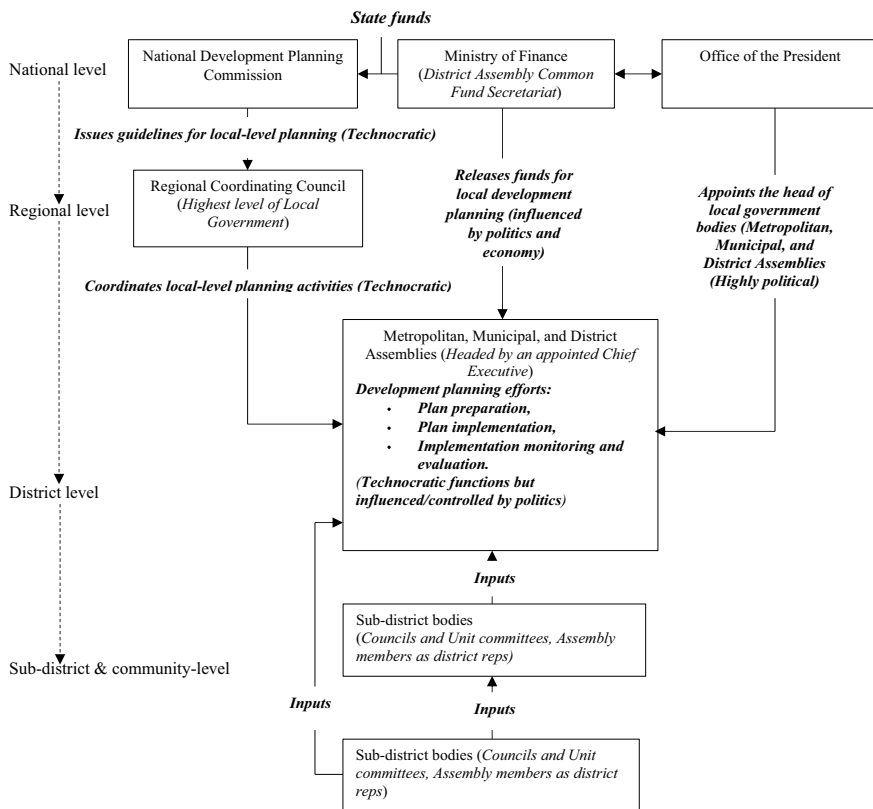 State funds
National level
National Development Planning
Commission
Ministry of Finance
(District Assembly Common
Fund Secretariat)
Office of the President
Issues guidelines for local-level planning (Technocratic)
Regional level
Regional Coordinating Council
(Highest level of Local
Government)
Releases funds for
local development
planning (influenced
by politics and
economy)
Appoints the head of
local government
bodies (Metropolitan,
Municipal, and
District Assemblies
(Highly political)
Coordinates local-level planning activities (Technocratic)
Metropolitan, Municipal, and District
Assemblies (Headed by an appointed Chief
Executive)
Development planning efforts:
• Plan preparation,
• Plan implementation,
• Implementation monitoring and
evaluation.
(Technocratic functions but
influenced/controlled by politics)
District level
Inputs
Sub-district bodies
(Councils and Unit committees, Assembly
members as district reps)
Sub-district & community-level
Inputs
Inputs
Sub-district bodies (Councils and Unit
committees, Assembly members as district
reps)